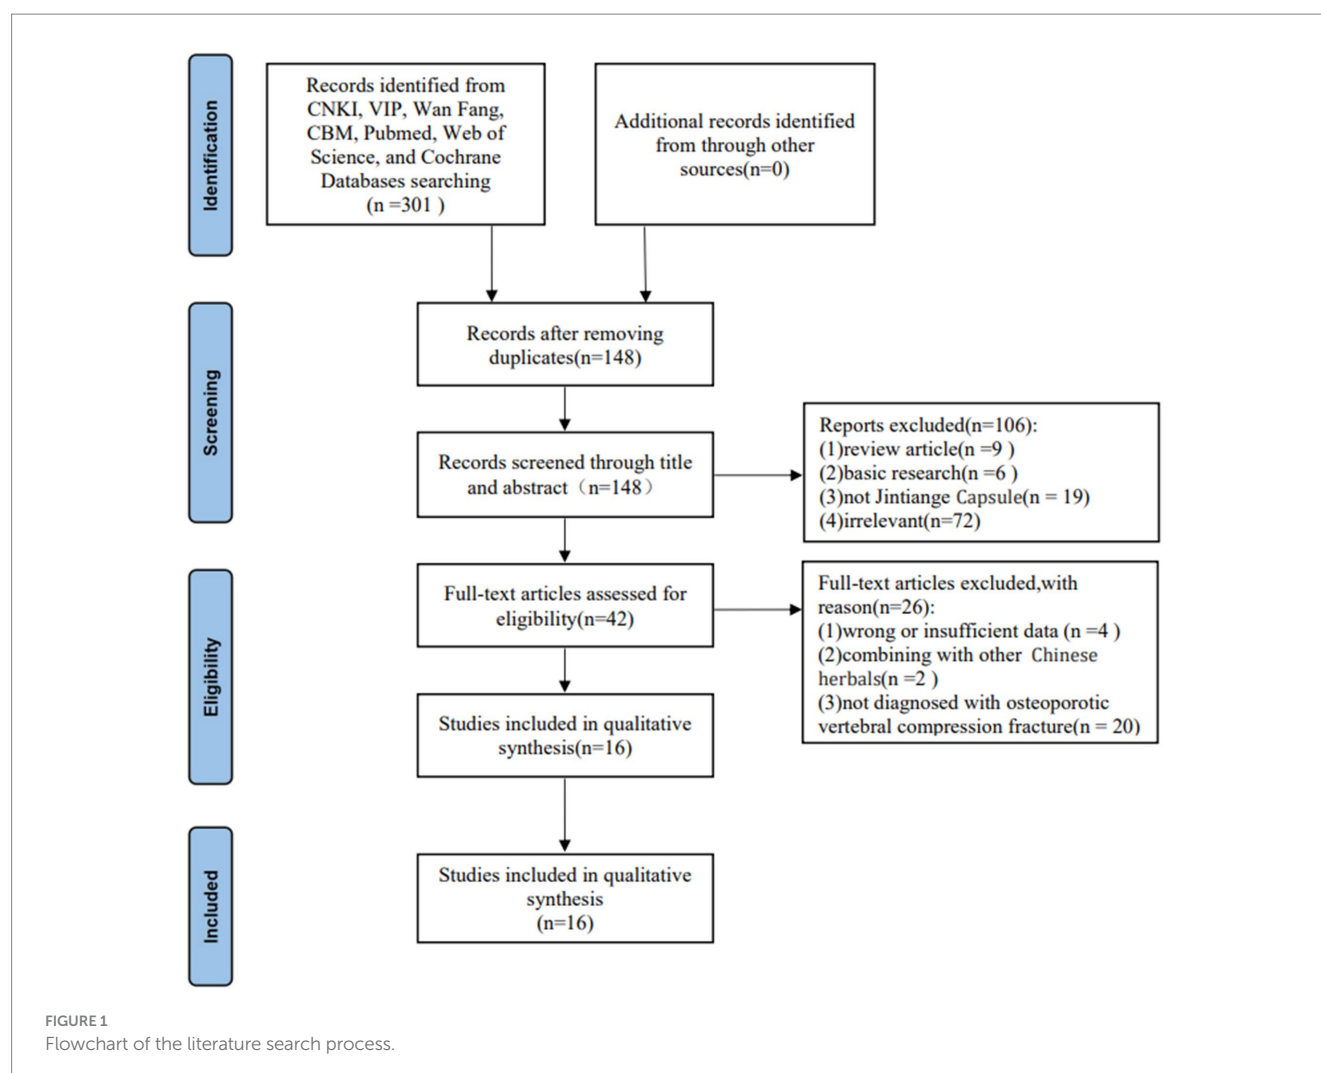 Identification
Records identified from
CNKI, VIP, Wan Fang,
CBM, Pubmed, Web of
Science, and Cochrane
Databases searching
(n =301 )
Additional records identified
from through other
sources(n=0)
Screening
Records after removing
duplicates(n=148)
Records screened through title
and abstract（n=148）
Reports excluded(n=106):
(1)review article(n =9 )
(2)basic research(n =6 )
(3)not Jintiange Capsule(n = 19)
(4)irrelevant(n=72)
Eligibility
Full-text articles assessed for
eligibility(n=42)
Full-text articles excluded,with
reason(n=26):
(1)wrong or insufficient data (n =4 )
(2)combining with other Chinese
herbals(n =2 )
(3)not diagnosed with osteoporotic
vertebral compression fracture(n = 20)
Studies included in qualitative
synthesis(n=16)
Included
Studies included in qualitative
synthesis
(n=16)
FIGURE 1
Flowchart of the literature search process.